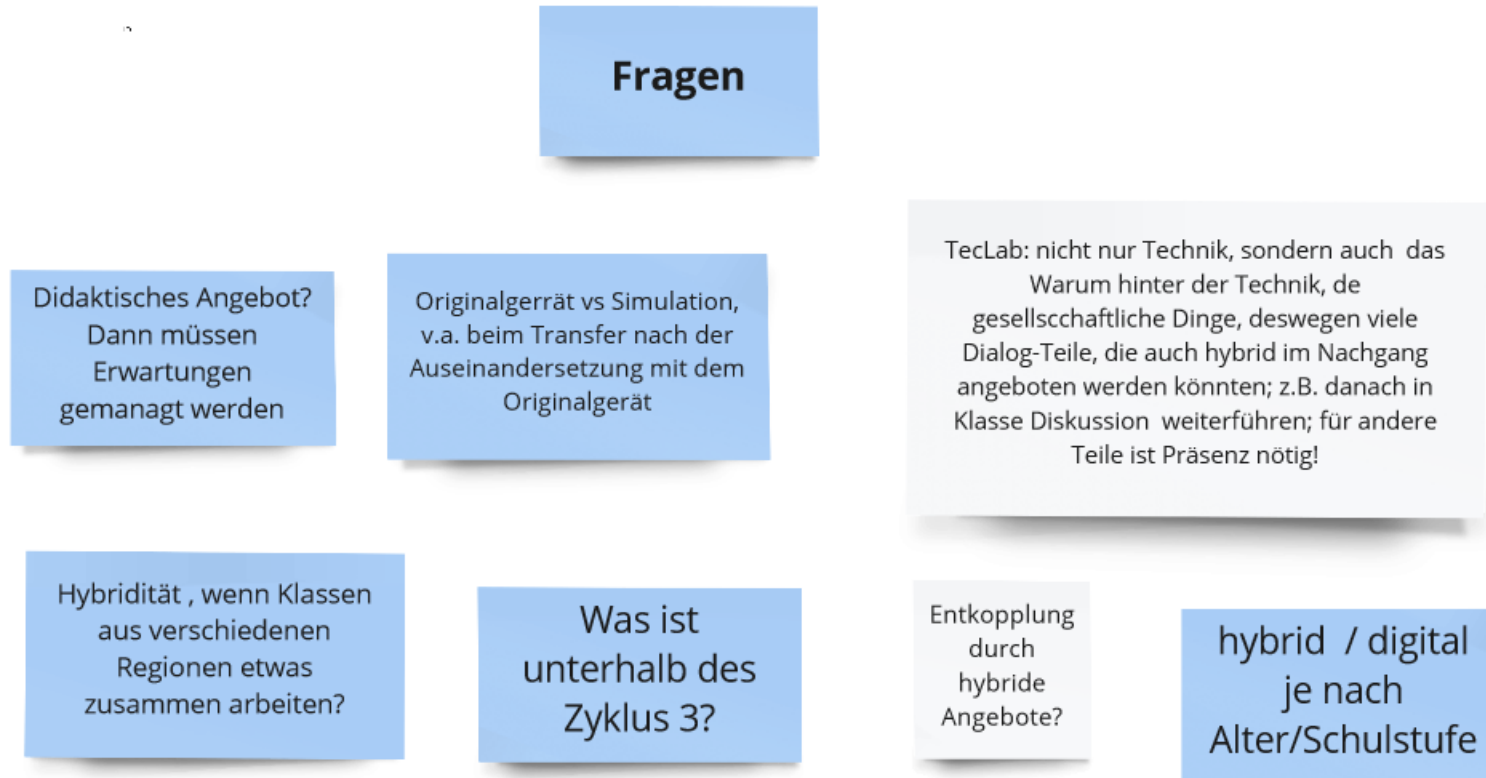 Fragen
Didaktisches Angebot?
Dann müssen
Erwartungen
gemanagt werden
Originalgerrät vs Simulation,
v.a. beim Transfer nach der
Auseinandersetzung mit dem
Originalgerät
TecLab: nicht nur Technik, sondern auch das
Warum hinter der Technik, de
gesellscchaftliche Dinge, deswegen viele
Dialog-Teile, die auch hybrid im Nachgang
angeboten werden könnten; z.B. danach in
Klasse Diskussion weiterführen; für andere
Teile ist Präsenz nötig!
Hybridität , wenn Klassen
aus verschiedenen
Regionen etwas
zusammen arbeiten?
Was ist
unterhalb des
Zyklus 3?
Entkopplung
durch
hybride
Angebote?
hybrid / digital
je nach
Alter/Schulstufe